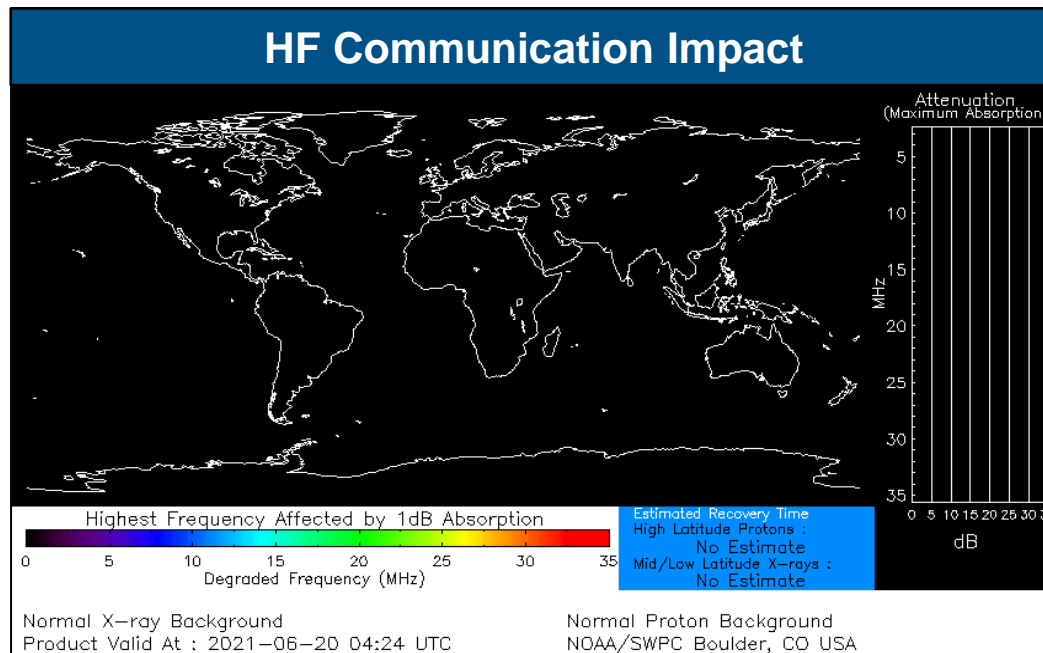 HF Communication Impact
Attenuation
(Maximum Absorption)
5
10
15
20
25
30
35
MHz
0 5 10 15 20 25 30
dB
Highest Frequency Affected by 1dB Absorption
0 5 10 15 20 25 30 35
Degraded Frequency (MHz)
Estimated Recovery Time
High Latitude Protons :
No Estimate
Mid/Low Latitude X-rays :
No Estimate
Normal X-ray Background
Product Valid At : 2021-06-20 04:24 UTC
Normal Proton Background
NOAA/SWPC Boulder, CO USA